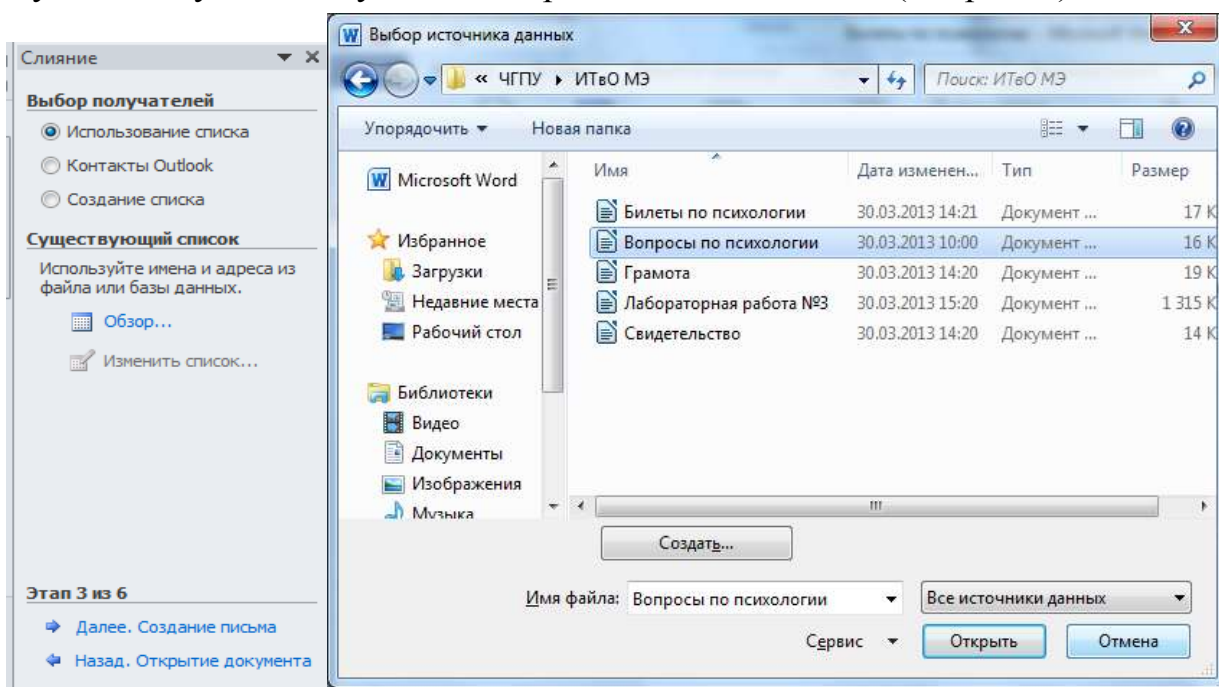 Слияние
Выбор получателей
Использование списка
Контакты Outlook
Создание списка
Существующий список
Используйте имена и адреса из
файла или базы данных.
Обзор...
Изменить список...
Этап 3 из 6
Далее. Создание письма
Назад. Открытие документа
Выбор источника данных
« ЧГПУ ▸ ИТвО МЭ
Поиск: ИТвО МЭ
Упорядочить Новая папка
Microsoft Word
Избранное
Загрузки
Недавние места
Рабочий стол
Библиотеки
Видео
Документы
Изображения
Музыка
Имя Дата изменен... Тип Размер
Билеты по психологии 30.03.2013 14:21 Документ ... 17 К
Вопросы по психологии 30.03.2013 10:00 Документ ... 16 К
Грамота 30.03.2013 14:20 Документ ... 19 К
Лабораторная работа №3 30.03.2013 15:20 Документ ... 1 315 К
Свидетельство 30.03.2013 14:20 Документ ... 14 К
Создать...
Имя файла: Вопросы по психологии Все источники данных
Сервис Открыть Отмена